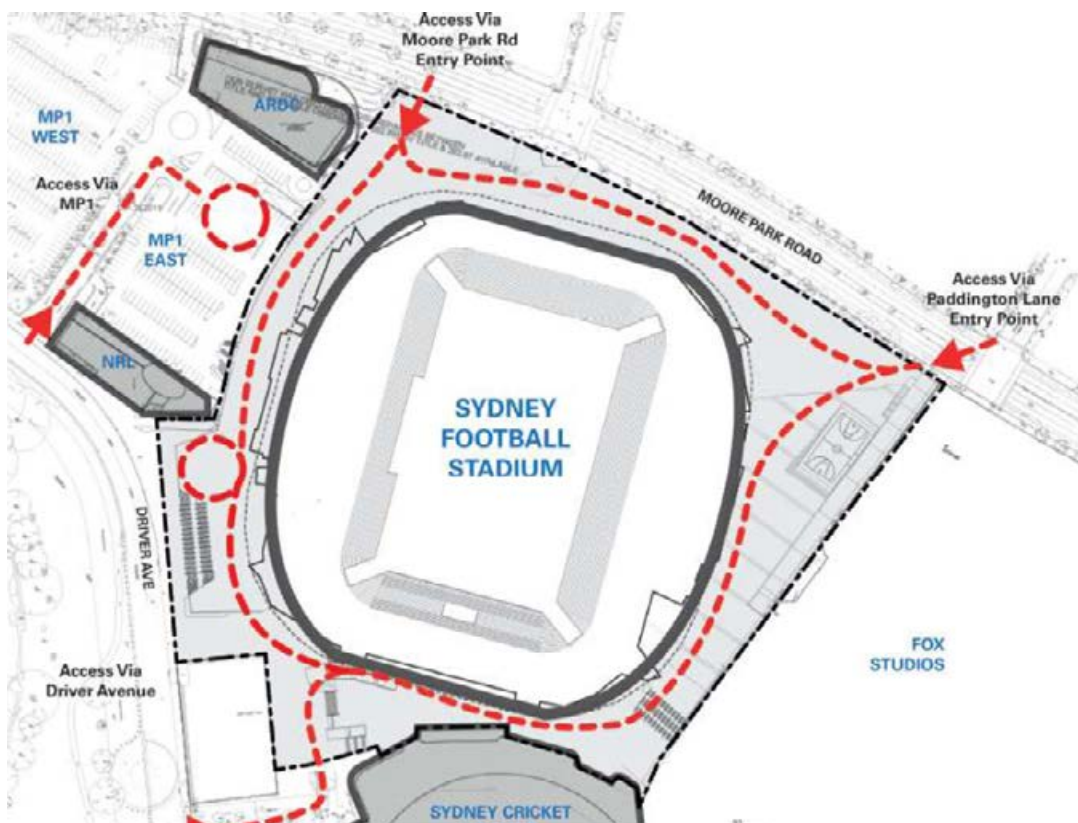 Access Via
Moore Park Rd
Entry Point
ARDC
MP1
WEST
Access Via
MP1
MP1
EAST
MOORE PARK ROAD
Access Via
Paddington Lane
Entry Point
NRL
SYDNEY
FOOTBALL
STADIUM
DRIVER AVE
FOX
STUDIOS
Access Via
Driver Avenue
SYDNEY CRICKET